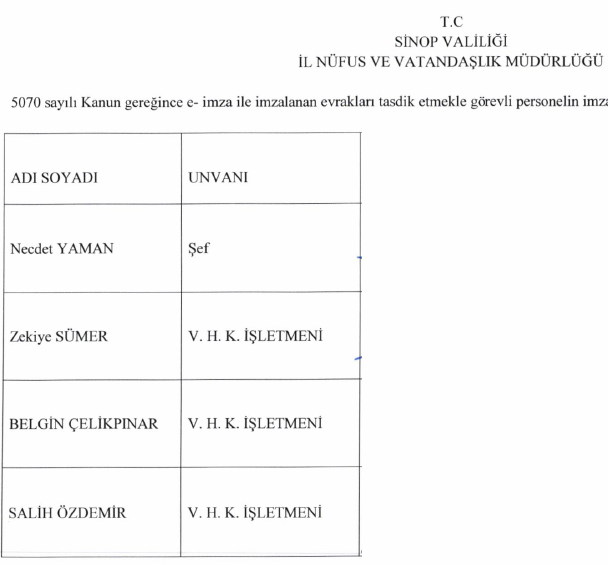 T.C
SİNOP VALİLİĞİ
İL NÜFUS VE VATANDAŞLIK MÜDÜRLÜĞÜ
5070 sayılı Kanun gereğince e- imza ile imzalanan evrakları tasdik etmekle görevli personelin imza
ADI SOYADI UNVANI
Necdet YAMAN Şef
Zekiye SÜMER V. H. K. İŞLETMENİ
BELGİN ÇELİKPINAR V. H. K. İŞLETMENİ
SALİH ÖZDEMİR V. H. K. İŞLETMENİ